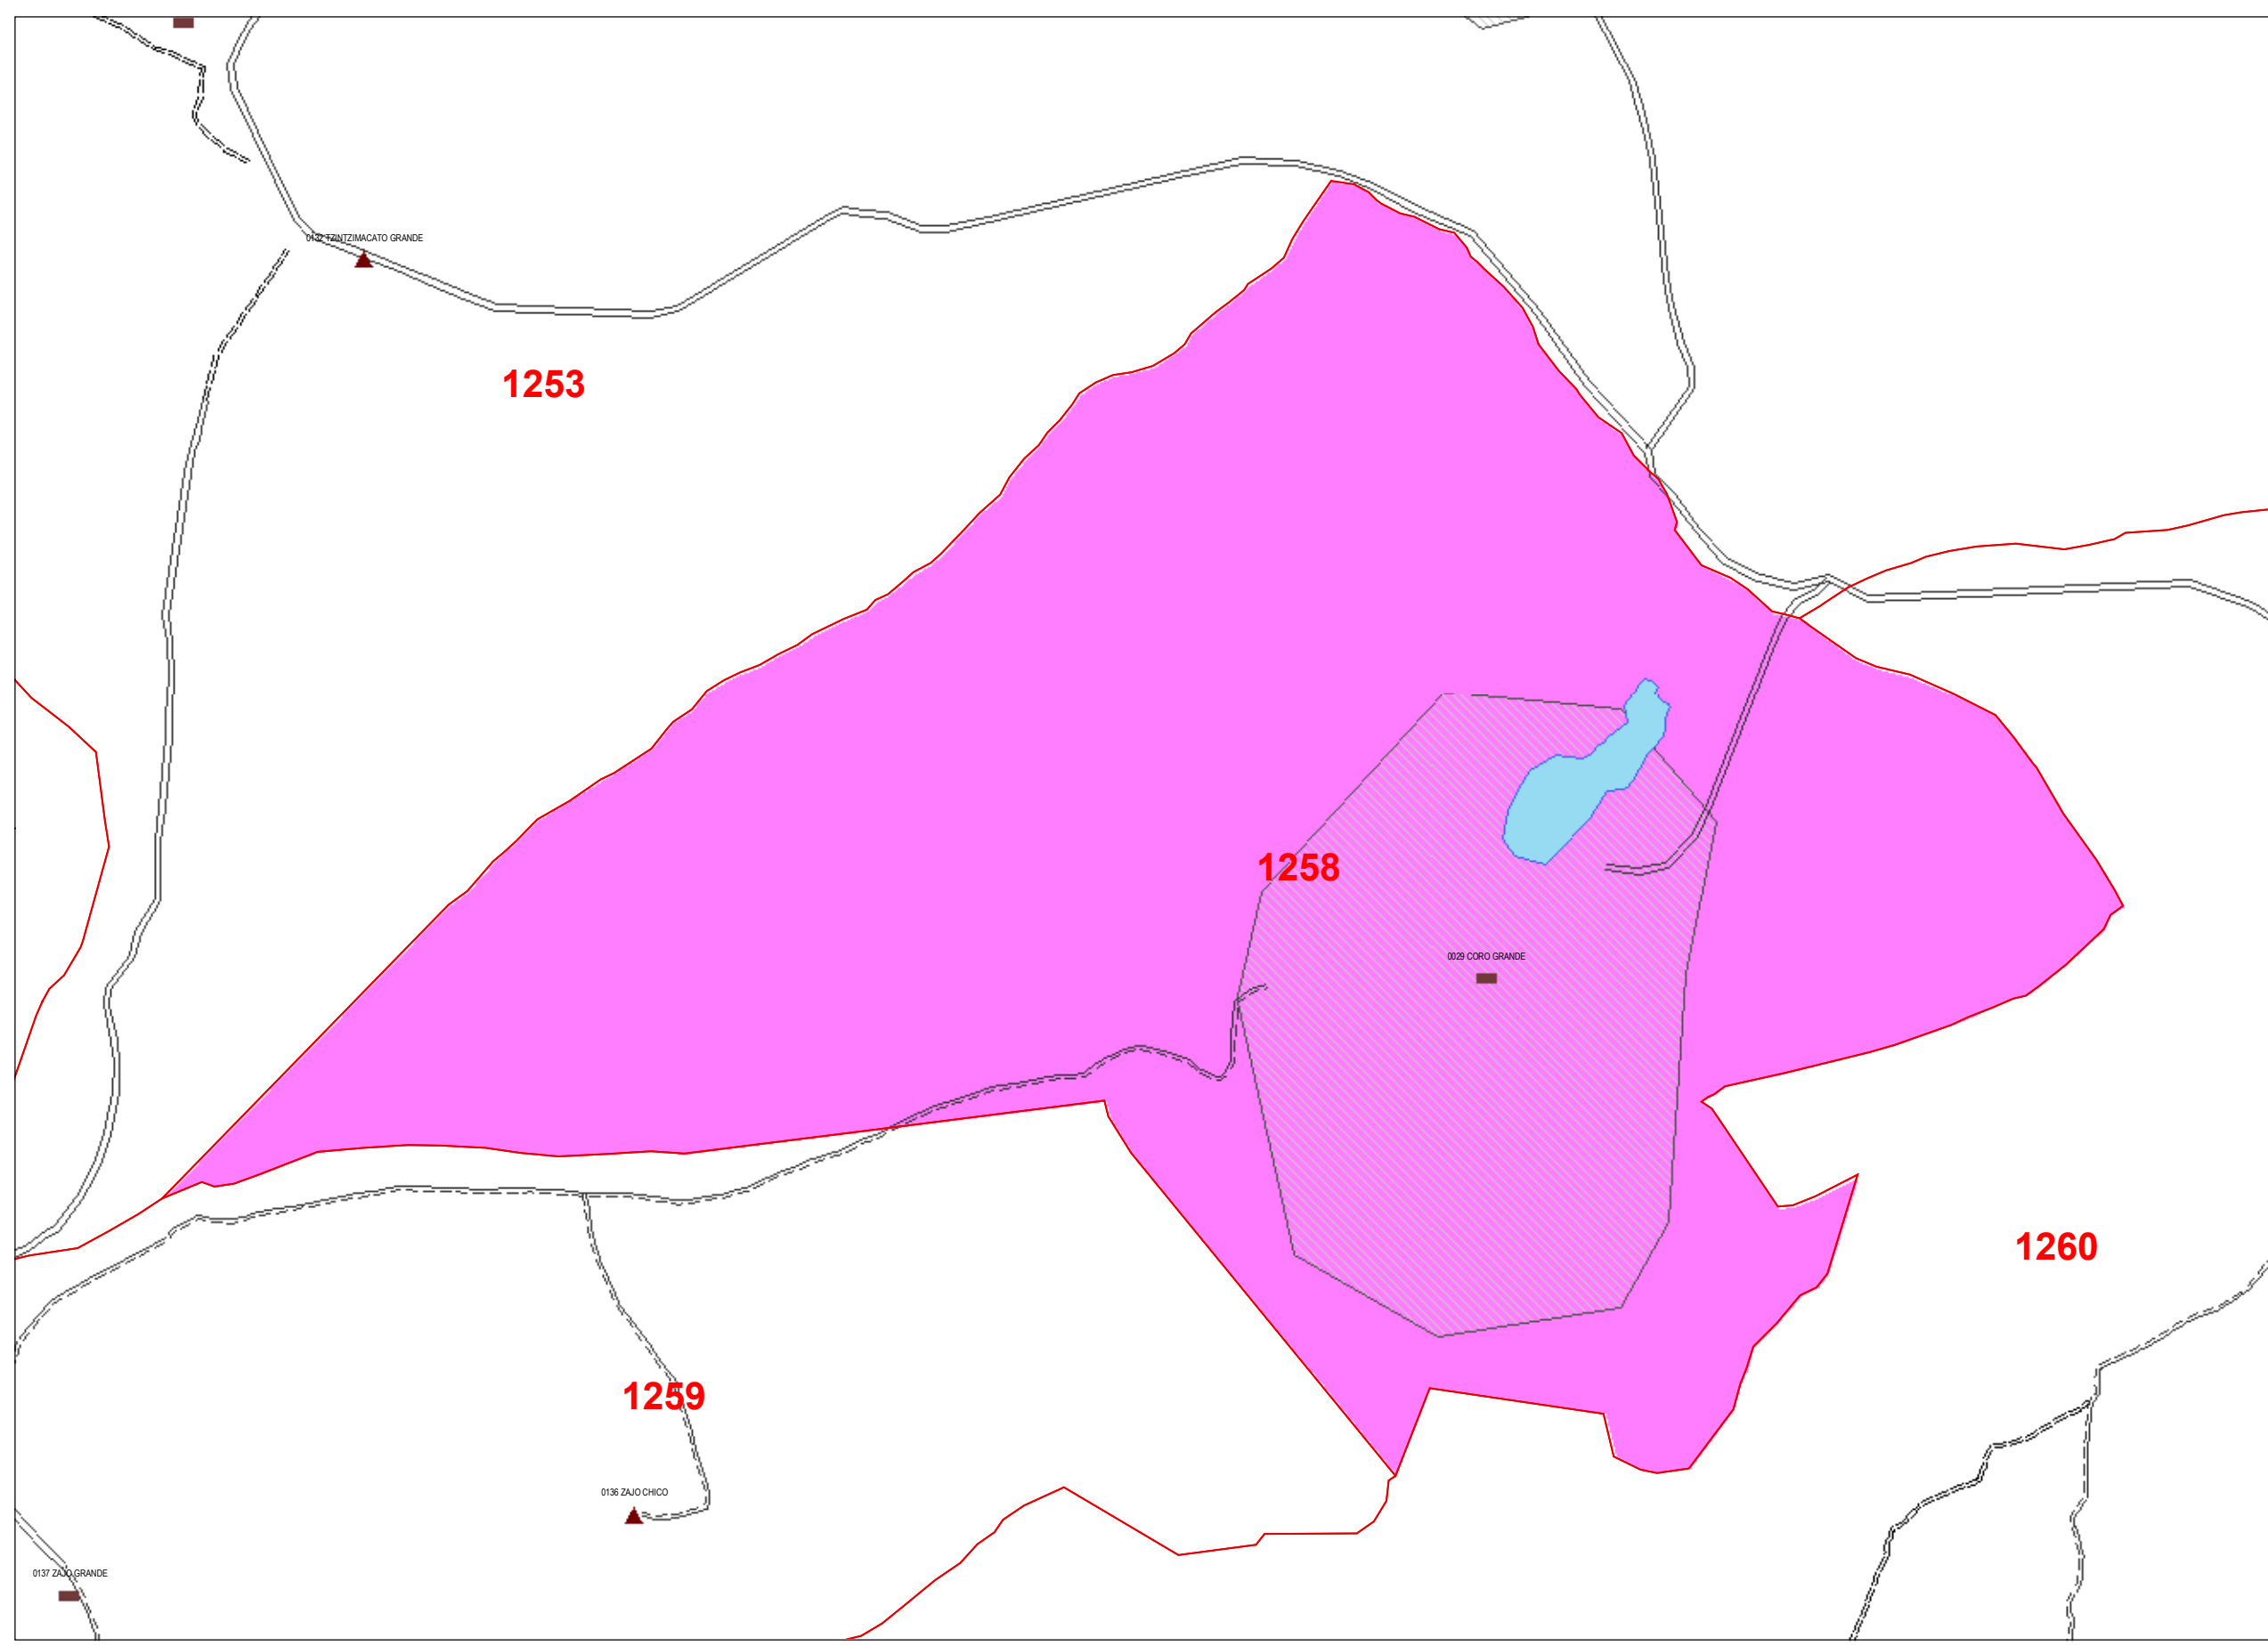 0132 TZINTZIMACATO GRANDE
1253
1258
0029 CORO GRANDE
1260
1259
0136 ZAJO CHICO
0137 ZAJO GRANDE